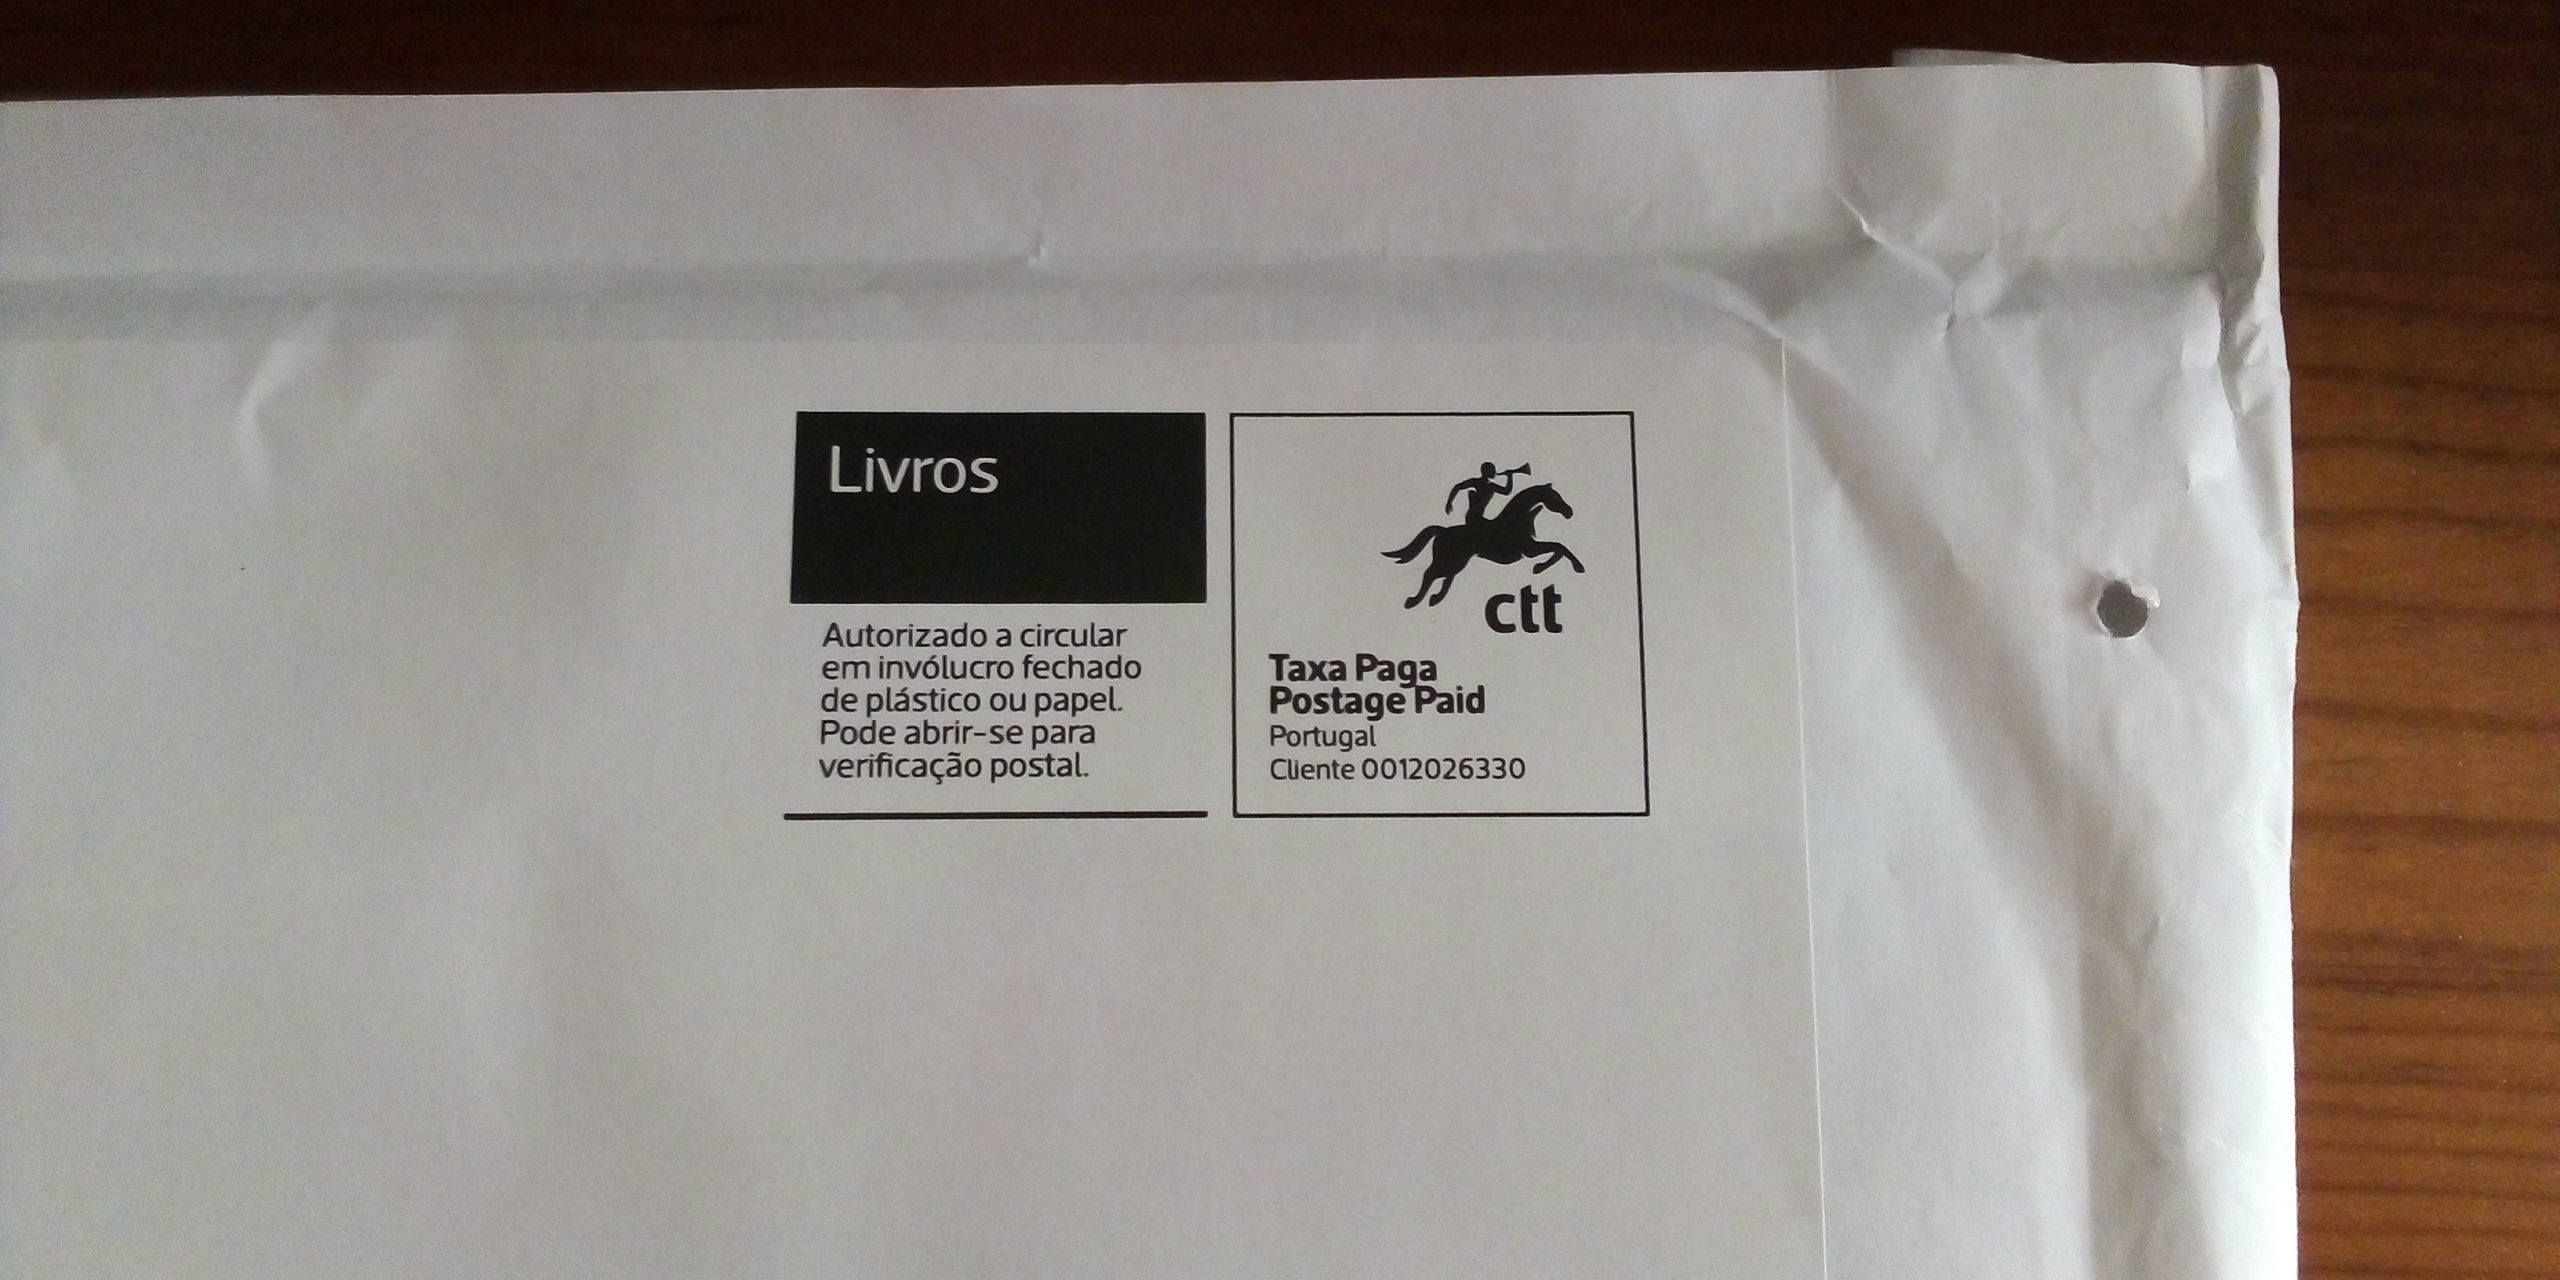 Livros
Autorizado a circular
em invólucro fechado
de plástico ou papel.
Pode abrir-se para
verificação postal.
ctt
Taxa Paga
Postage Paid
Portugal
Cliente 0012026330